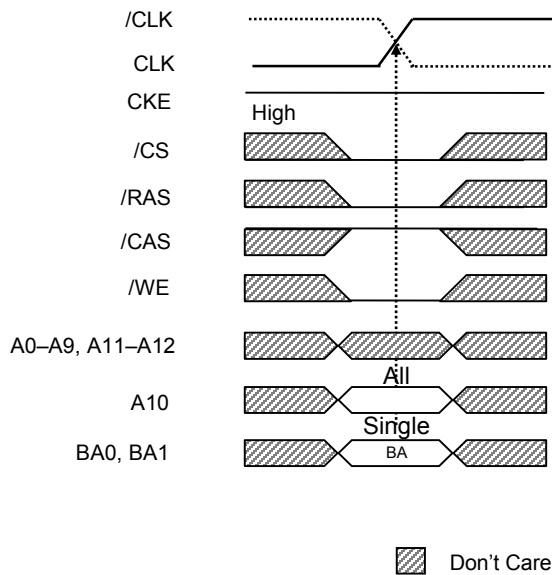 /CLK
CLK
CKE
High
/CS
/RAS
/CAS
/WE
A0–A9, A11–A12
All
A10
Single
BA0, BA1
BA
Don't Care